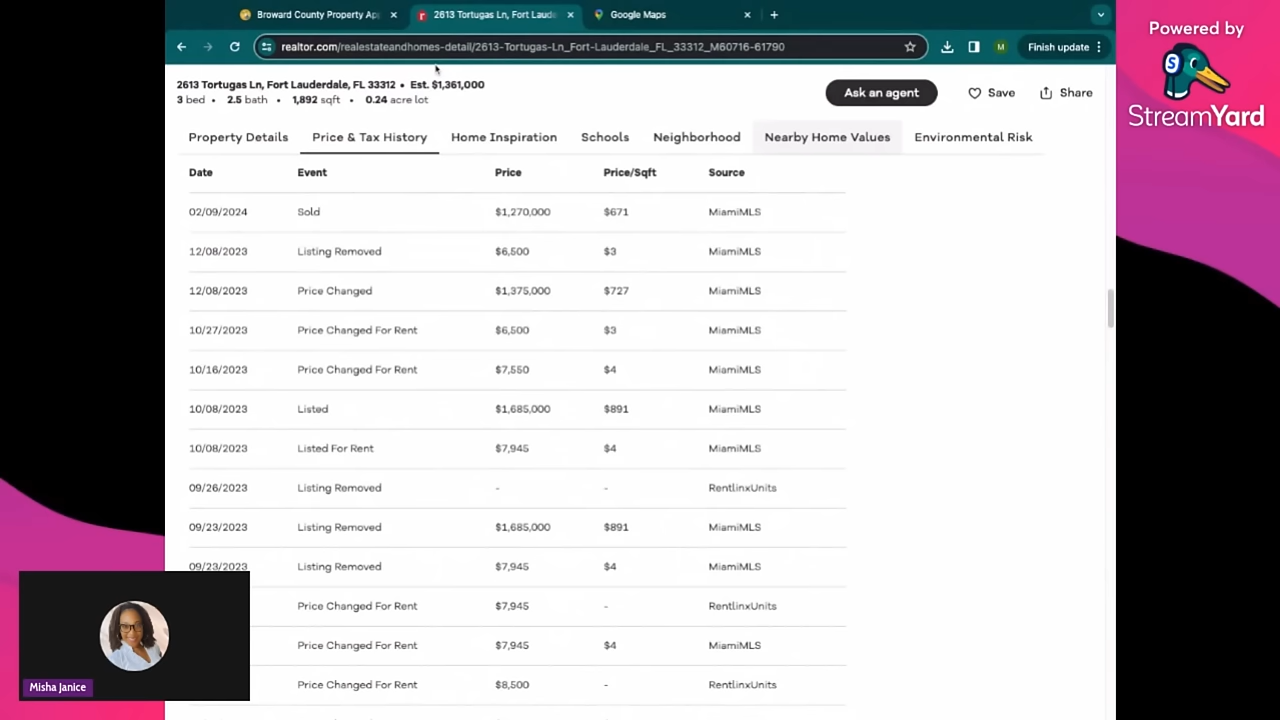 Broward County Property Ap
2613 Tortugas Ln, Fort Laude
Google Maps
realtor.com/realestateandhomes-detail/2613-Tortugas-Ln_Fort-Lauderdale_FL_33312_M60716-61790
M
Finish update
Powered by
StreamYard
2613 Tortugas Ln, Fort Lauderdale, FL 33312 • Est. $1,361,000
3 bed • 2.5 bath • 1,892 sqft • 0.24 acre lot
Ask an agent
Save
Share
Property Details Price & Tax History Home Inspiration Schools Neighborhood Nearby Home Values Environmental Risk
Date Event Price Price/Sqft Source
02/09/2024 Sold $1,270,000 $671 MiamiMLS
12/08/2023 Listing Removed $6,500 $3 MiamiMLS
12/08/2023 Price Changed $1,375,000 $727 MiamiMLS
10/27/2023 Price Changed For Rent $6,500 $3 MiamiMLS
10/16/2023 Price Changed For Rent $7,550 $4 MiamiMLS
10/08/2023 Listed $1,685,000 $891 MiamiMLS
10/08/2023 Listed For Rent $7,945 $4 MiamiMLS
09/26/2023 Listing Removed - - RentlinxUnits
09/23/2023 Listing Removed $1,685,000 $891 MiamiMLS
09/23/2023 Listing Removed $7,945 $4 MiamiMLS
Price Changed For Rent $7,945 - RentlinxUnits
Price Changed For Rent $7,945 $4 MiamiMLS
Price Changed For Rent $8,500 - RentlinxUnits
Misha Janice